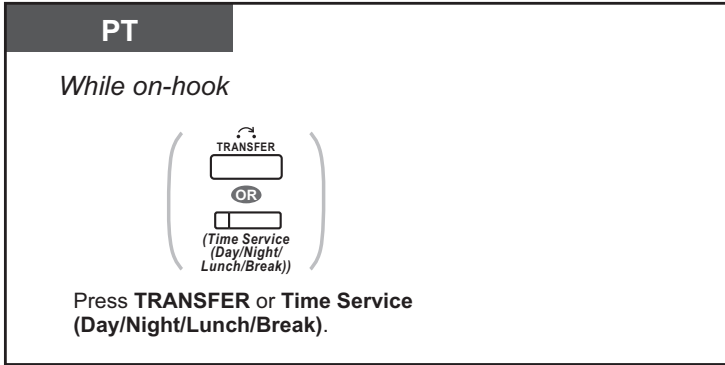 PT
While on-hook
TRANSFER
OR
(Time Service
(Day/Night/
Lunch/Break))
Press TRANSFER or Time Service
(Day/Night/Lunch/Break).